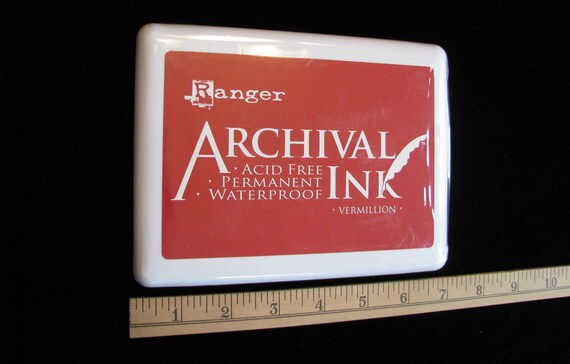 Ranger
ARCHIVAL
· ACID FREE
· PERMANENT
· WATERPROOF
INK
· VERMILLION ·
1 2 3 4 5 6 7 8 9 10